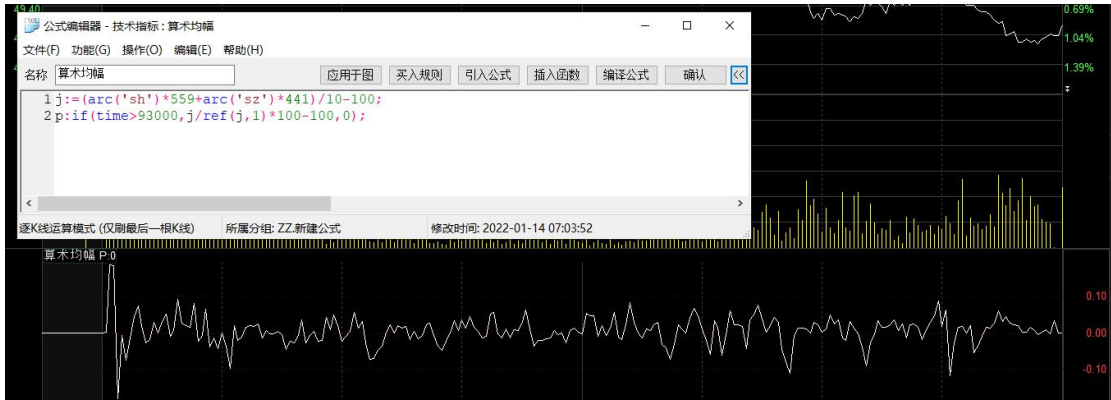 49.40
0.69%
1.04%
1.39%
公式编辑器 - 技术指标 : 算术均幅
文件(F) 功能(G) 操作(O) 编辑(E) 帮助(H)
名称 算术均幅 应用于图 买入规则 引入公式 插入函数 编译公式 确认 <<
1 j:=(arc('sh')*559+arc('sz')*441)/10-100;
2 p:if(time>93000,j/ref(j,1)*100-100,0);
逐K线运算模式 (仅刷最后一根K线) 所属分组: ZZ.新建公式 修改时间: 2022-01-14 07:03:52
算术均幅 P:0
0.10
0.00
-0.10